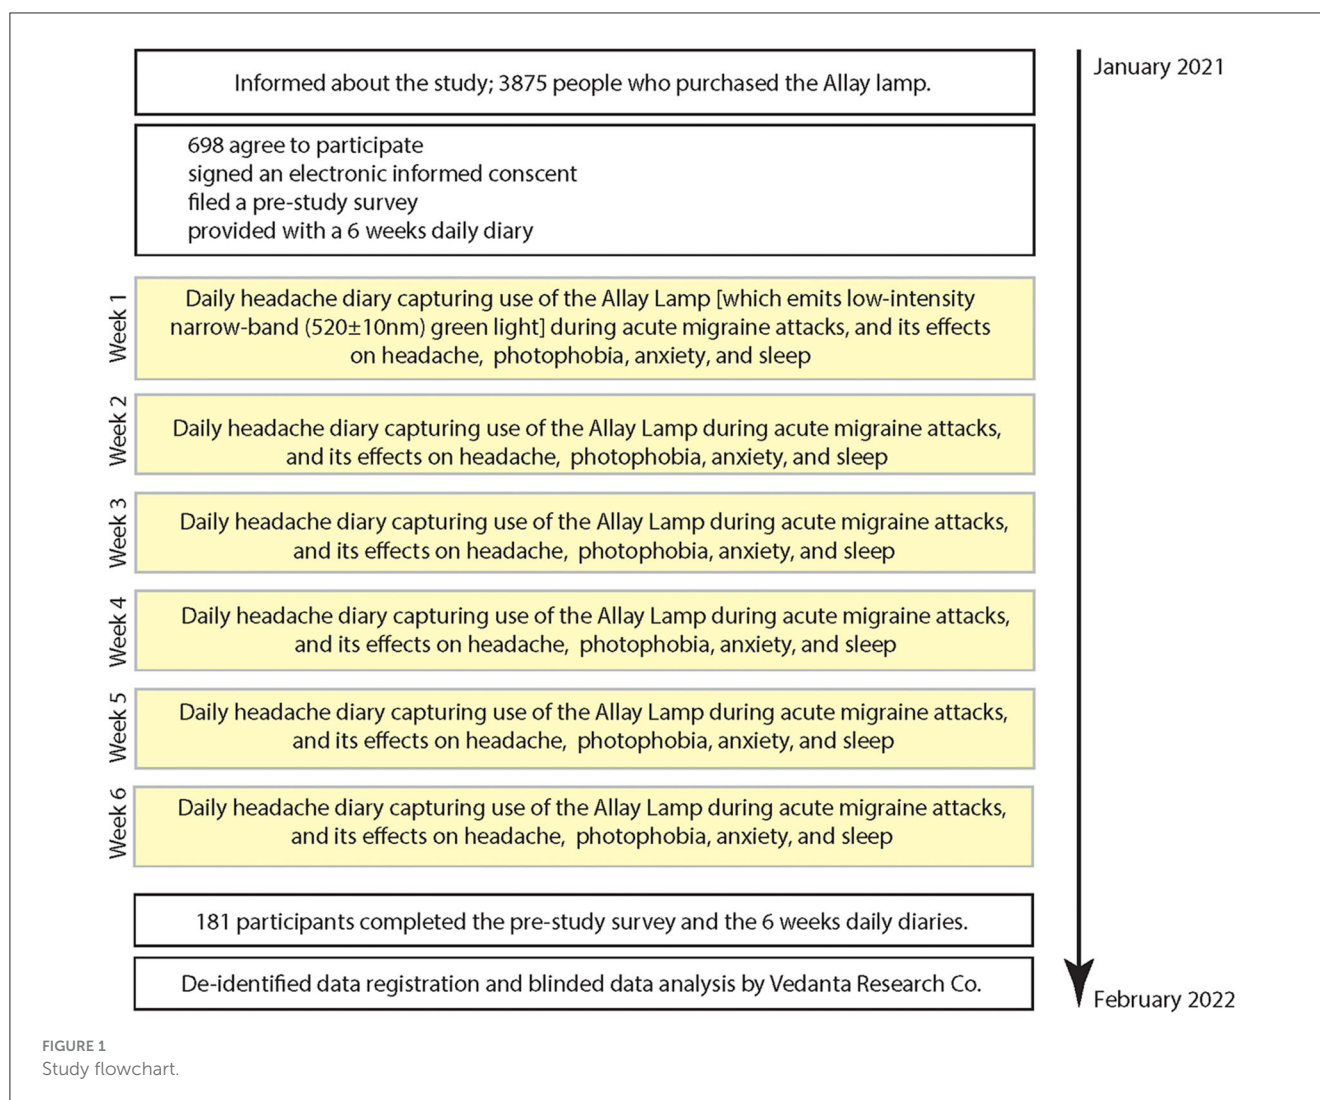 Informed about the study; 3875 people who purchased the Allay lamp.
January 2021
698 agree to participate
signed an electronic informed conscent
filed a pre-study survey
provided with a 6 weeks daily diary
Week 1
Daily headache diary capturing use of the Allay Lamp [which emits low-intensity
narrow-band (520±10nm) green light] during acute migraine attacks, and its effects
on headache, photophobia, anxiety, and sleep
Week 2
Daily headache diary capturing use of the Allay Lamp during acute migraine attacks,
and its effects on headache, photophobia, anxiety, and sleep
Week 3
Daily headache diary capturing use of the Allay Lamp during acute migraine attacks,
and its effects on headache, photophobia, anxiety, and sleep
Week 4
Daily headache diary capturing use of the Allay Lamp during acute migraine attacks,
and its effects on headache, photophobia, anxiety, and sleep
Week 5
Daily headache diary capturing use of the Allay Lamp during acute migraine attacks,
and its effects on headache, photophobia, anxiety, and sleep
Week 6
Daily headache diary capturing use of the Allay Lamp during acute migraine attacks,
and its effects on headache, photophobia, anxiety, and sleep
181 participants completed the pre-study survey and the 6 weeks daily diaries.
De-identified data registration and blinded data analysis by Vedanta Research Co.
February 2022
FIGURE 1
Study flowchart.